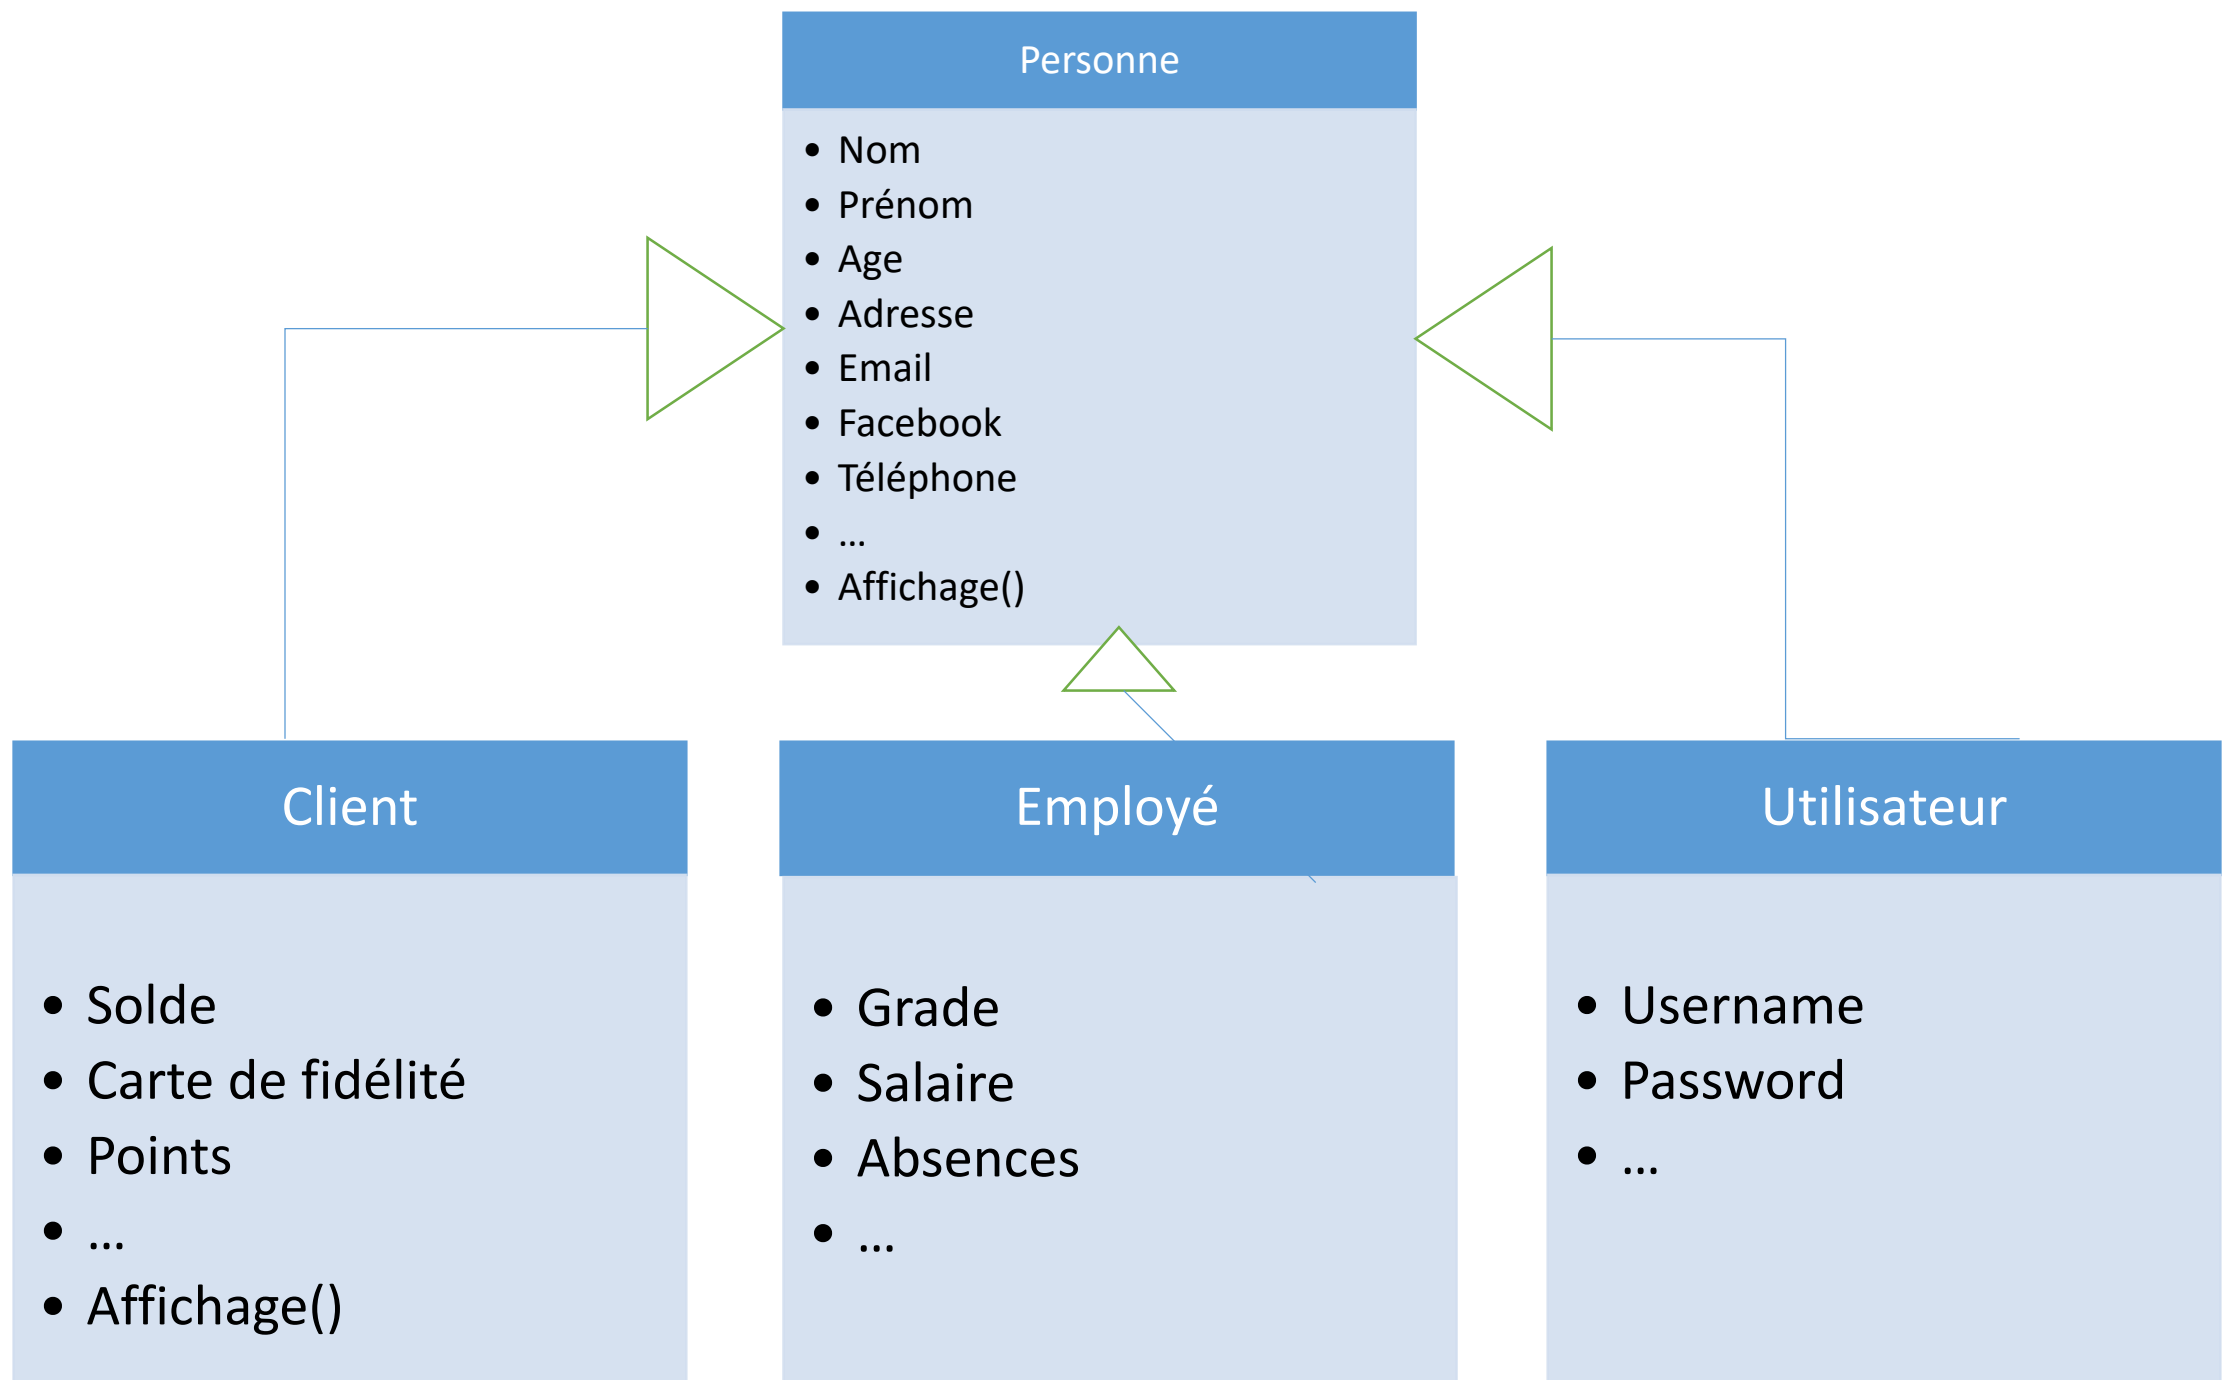 Personne
• Nom
• Prénom
• Age
• Adresse
• Email
• Facebook
• Téléphone
• ...
• Affichage()
Client
• Solde
• Carte de fidélité
• Points
• ...
• Affichage()
Employé
• Grade
• Salaire
• Absences
• ...
Utilisateur
• Username
• Password
• ...